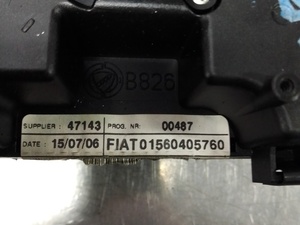 B826
SUPPLIER : 47143 PROG. NR: 00487
DATE : 15/07/06 FIAT 01560405760